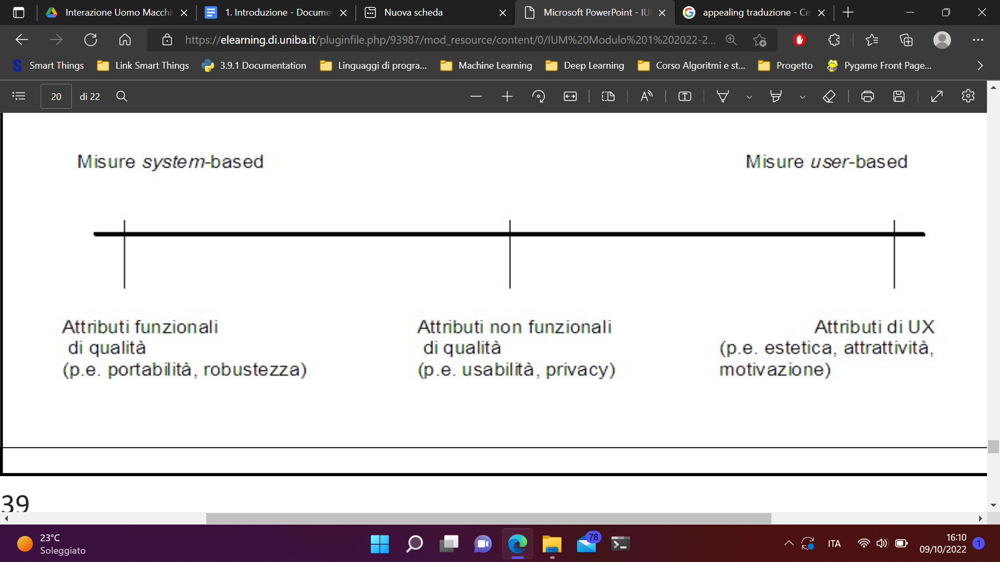 Interazione Uomo Macchi
1. Introduzione - Docume
Nuova scheda
Microsoft PowerPoint - IU
appealing traduzione - Ce
https://elearning.di.uniba.it/pluginfile.php/93987/mod_resource/content/0/IUM%20Modulo%201%202022-2...
Smart Things
Link Smart Things
3.9.1 Documentation
Linguaggi di progra...
Machine Learning
Deep Learning
Corso Algoritmi e st...
Progetto
Pygame Front Page...
20 di 22
Misure system-based
Misure user-based
Attributi funzionali
di qualità
(p.e. portabilità, robustezza)
Attributi non funzionali
di qualità
(p.e. usabilità, privacy)
Attributi di UX
(p.e. estetica, attrattività,
motivazione)
39
23°C
Soleggiato
78
ITA
16:10
09/10/2022
1